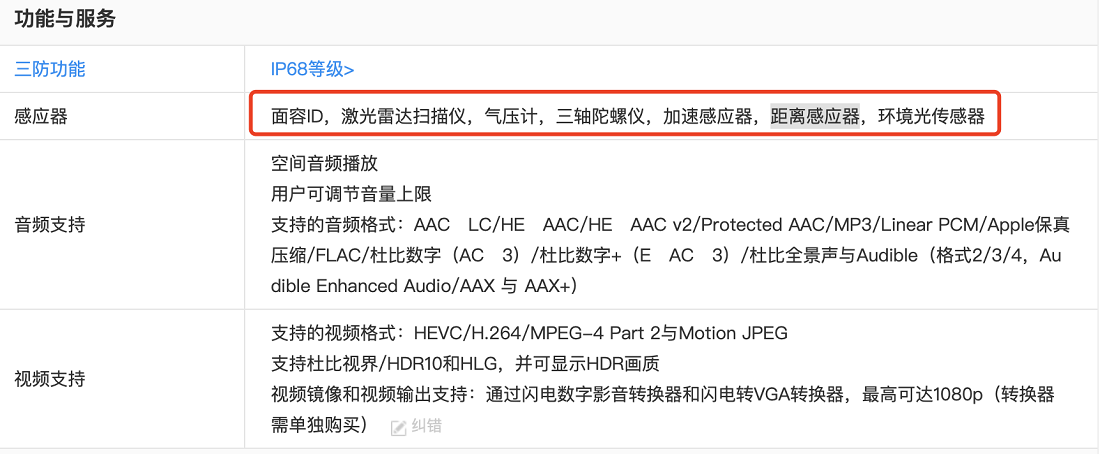 功能与服务
三防功能
IP68等级>
感应器
面容ID，激光雷达扫描仪，气压计，三轴陀螺仪，加速感应器，距离感应器，环境光传感器
音频支持
空间音频播放
用户可调节音量上限
支持的音频格式：AAC LC/HE AAC/HE AAC v2/Protected AAC/MP3/Linear PCM/Apple保真
压缩/FLAC/杜比数字（AC 3）/杜比数字+（E AC 3）/杜比全景声与Audible（格式2/3/4，Au
dible Enhanced Audio/AAX 与 AAX+）
视频支持
支持的视频格式：HEVC/H.264/MPEG-4 Part 2与Motion JPEG
支持杜比视界/HDR10和HLG，并可显示HDR画质
视频镜像和视频输出支持：通过闪电数字影音转换器和闪电转VGA转换器，最高可达1080p（转换器
需单独购买） 纠错